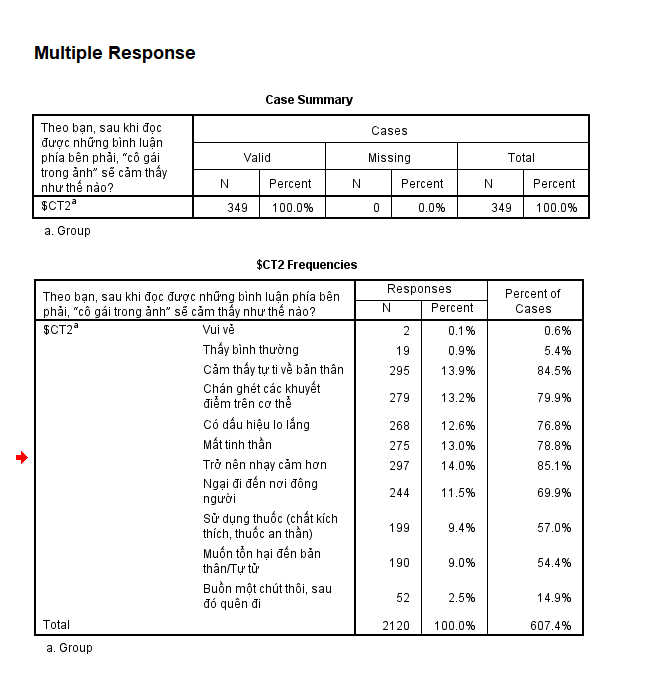 Multiple Response
Case Summary
Theo bạn, sau khi đọc
được những bình luận
phía bên phải, "cô gái
trong ảnh" sẽ cảm thấy
như thế nào?
Cases
Valid Missing Total
N Percent N Percent N Percent
$CT2a 349 100.0% 0 0.0% 349 100.0%
a. Group
$CT2 Frequencies
Theo bạn, sau khi đọc được những bình luận phía bên
phải, "cô gái trong ảnh" sẽ cảm thấy như thế nào?
Responses
Percent of
Cases
N Percent
$CT2a Vui vẻ 2 0.1% 0.6%
Thấy bình thường 19 0.9% 5.4%
Cảm thấy tự ti về bản thân 295 13.9% 84.5%
Chán ghét các khuyết
điểm trên cơ thể 279 13.2% 79.9%
Có dấu hiệu lo lắng 268 12.6% 76.8%
Mất tinh thần 275 13.0% 78.8%
Trở nên nhạy cảm hơn 297 14.0% 85.1%
Ngại đi đến nơi đông
người 244 11.5% 69.9%
Sử dụng thuốc (chất kích
thích, thuốc an thần) 199 9.4% 57.0%
Muốn tổn hại đến bản
thân/Tự tử 190 9.0% 54.4%
Buồn một chút thôi, sau
đó quên đi 52 2.5% 14.9%
Total 2120 100.0% 607.4%
a. Group